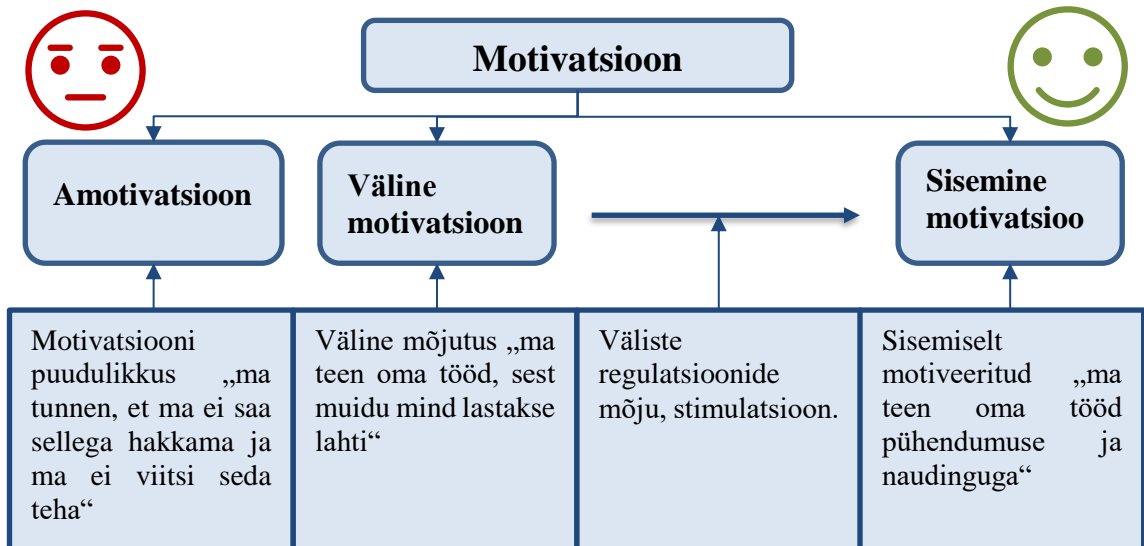 Motivatsioon
Amotivatsioon
Väline
motivatsioon
Sisemine
motivatsioo
Motivatsiooni
puudulikkus „ma
tunnen, et ma ei saa
sellega hakkama ja
ma ei viitsi seda
teha“
Väline mõjutus „ma
teen oma tööd, sest
muidu mind lastakse
lahti“
Väliste
regulatsioonide
mõju, stimulatsioon.
Sisemiselt
motiveeritud „ma
teen oma tööd
pühendumuse ja
naudinguga“